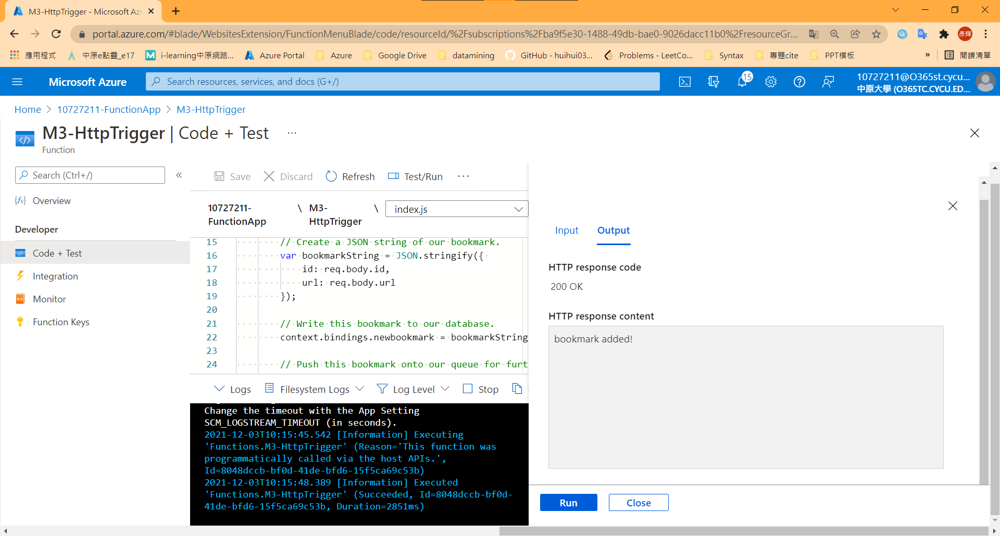 M3-HttpTrigger - Microsoft Az
portal.azure.com/#blade/WebsitesExtension/FunctionMenuBlade/code/resourceId/%2Fsubscriptions%2Fba9f5e30-1488-49db-bae0-9026dacc11b0%2FresourceGr...
彥輝
應用程式
中原e點靈_e17
i-learning中原網路...
Azure Portal
Azure
Google Drive
datamining
GitHub - huihui03...
Problems - LeetCo...
Syntax
專題cite
PPT模板
»
閱讀清單
Microsoft Azure
Search resources, services, and docs (G+/)
15
10727211@O365st.cycu...
中原大學 (O365TC.CYCU.ED...
Home > 10727211-FunctionApp > M3-HttpTrigger
M3-HttpTrigger | Code + Test ...
Function
Search (Ctrl+/)
«
Overview
Developer
Code + Test
Integration
Monitor
Function Keys
Save
Discard
Refresh
Test/Run
...
10727211-FunctionApp \ M3-HttpTrigger \ index.js
15 // Create a JSON string of our bookmark.
16 var bookmarkString = JSON.stringify({
17 id: req.body.id,
18 url: req.body.url
19 });
20
21 // Write this bookmark to our database.
22 context.bindings.newbookmark = bookmarkString
23
24 // Push this bookmark onto our queue for furt
Logs
Filesystem Logs
Log Level
Stop
Change the timeout with the App Setting
SCM_LOGSTREAM_TIMEOUT (in seconds).
2021-12-03T10:15:45.542 [Information] Executing
'Functions.M3-HttpTrigger' (Reason='This function was
programmatically called via the host APIs.',
Id=8048dccb-bf0d-41de-bfd6-15f5ca69c53b)
2021-12-03T10:15:48.389 [Information] Executed
'Functions.M3-HttpTrigger' (Succeeded, Id=8048dccb-bf0d-
41de-bfd6-15f5ca69c53b, Duration=2851ms)
Input
Output
HTTP response code
200 OK
HTTP response content
bookmark added!
Run
Close